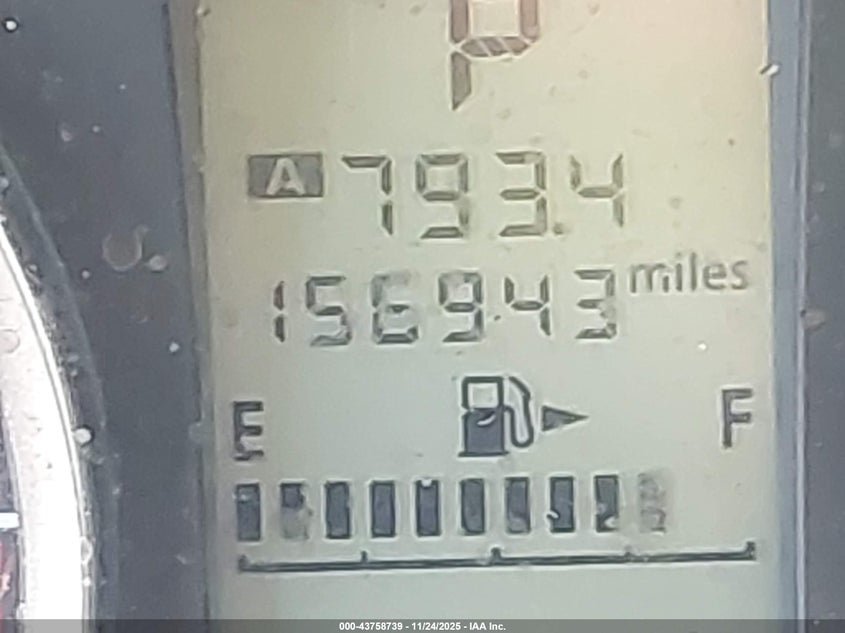 P
A 793.4
156943 miles
E F
000-43758739 - 11/24/2025 - IAA Inc.